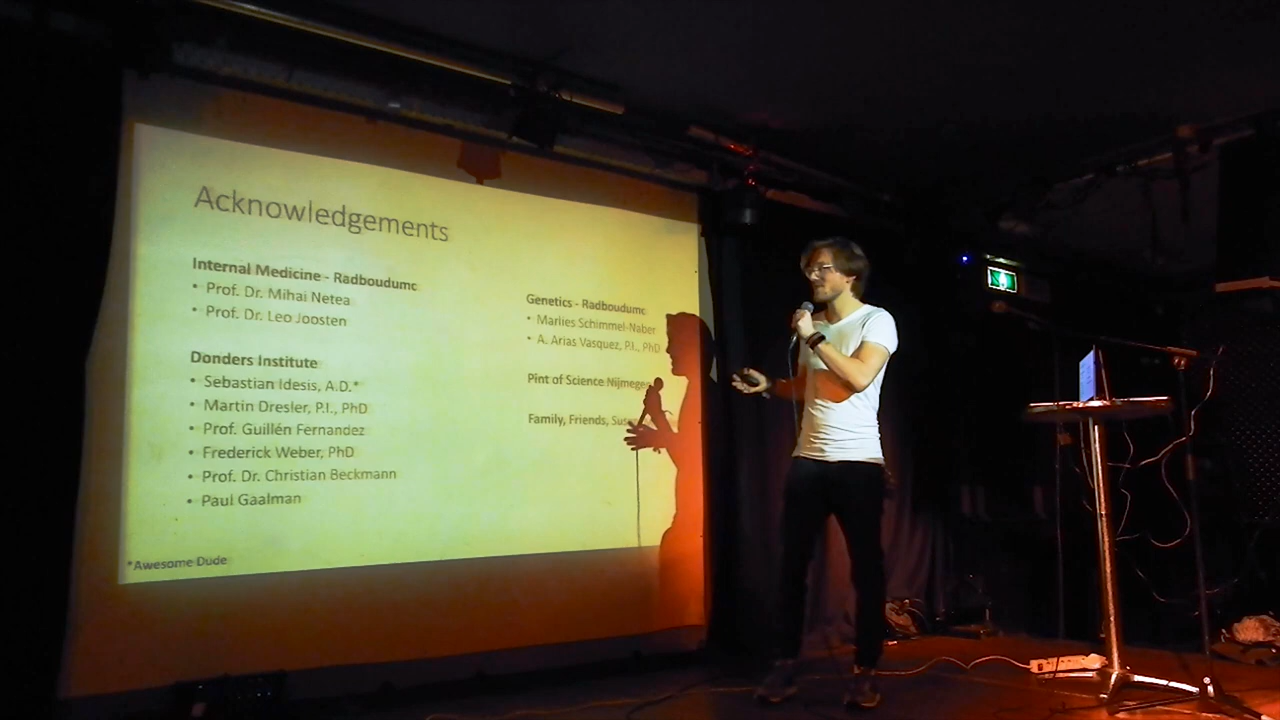 Acknowledgements
Internal Medicine - Radboudumc
• Prof. Dr. Mihai Netea
• Prof. Dr. Leo Joosten
Donders Institute
• Sebastian Idesis, A.D.*
• Martin Dresler, P.I., PhD
• Prof. Guillén Fernandez
• Frederick Weber, PhD
• Prof. Dr. Christian Beckmann
• Paul Gaalman
*Awesome Dude
Genetics - Radboudumc
• Marlies Schimmel-Naber
• A. Arias Vasquez, P.I., PhD
Pint of Science Nijmegen
Family, Friends,